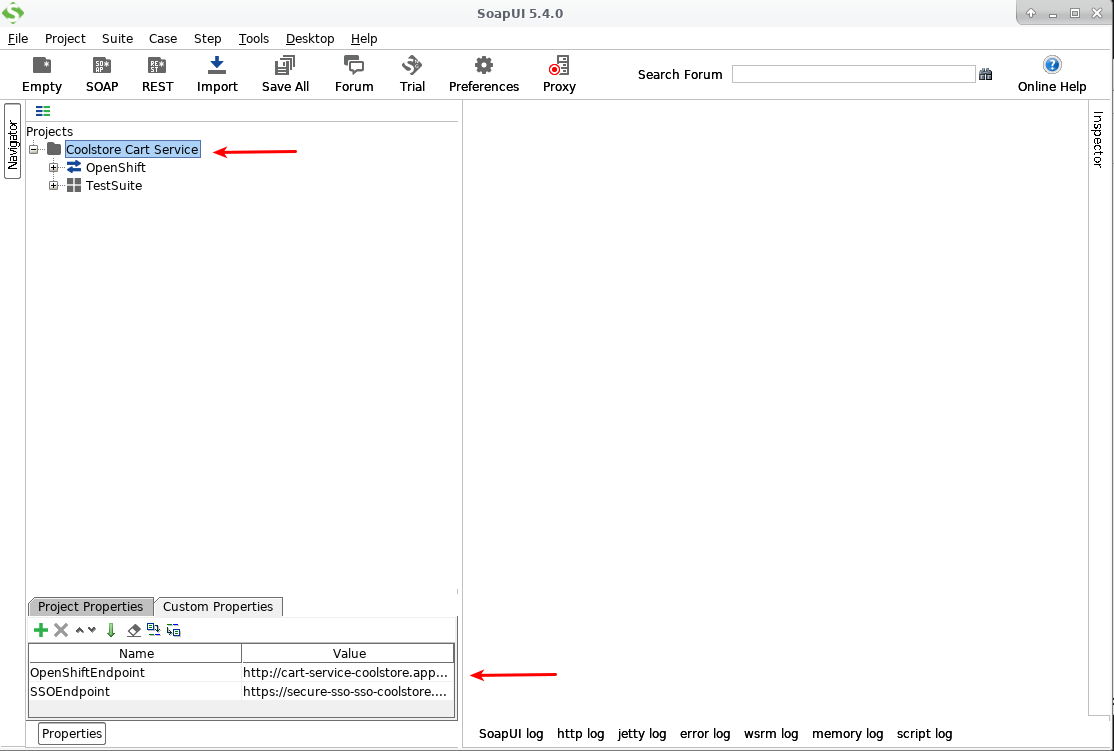 SoapUI 5.4.0
File Project Suite Case Step Tools Desktop Help
Empty SOAP REST Import Save All Forum Trial Preferences Proxy Search Forum Online Help
Navigator
Projects
Coolstore Cart Service
OpenShift
TestSuite
Inspector
Project Properties Custom Properties
Name Value
OpenShiftEndpoint http://cart-service-coolstore.app...
SSOEndpoint https://secure-sso-sso-coolstore....
Properties
SoapUI log http log jetty log error log wsrm log memory log script log